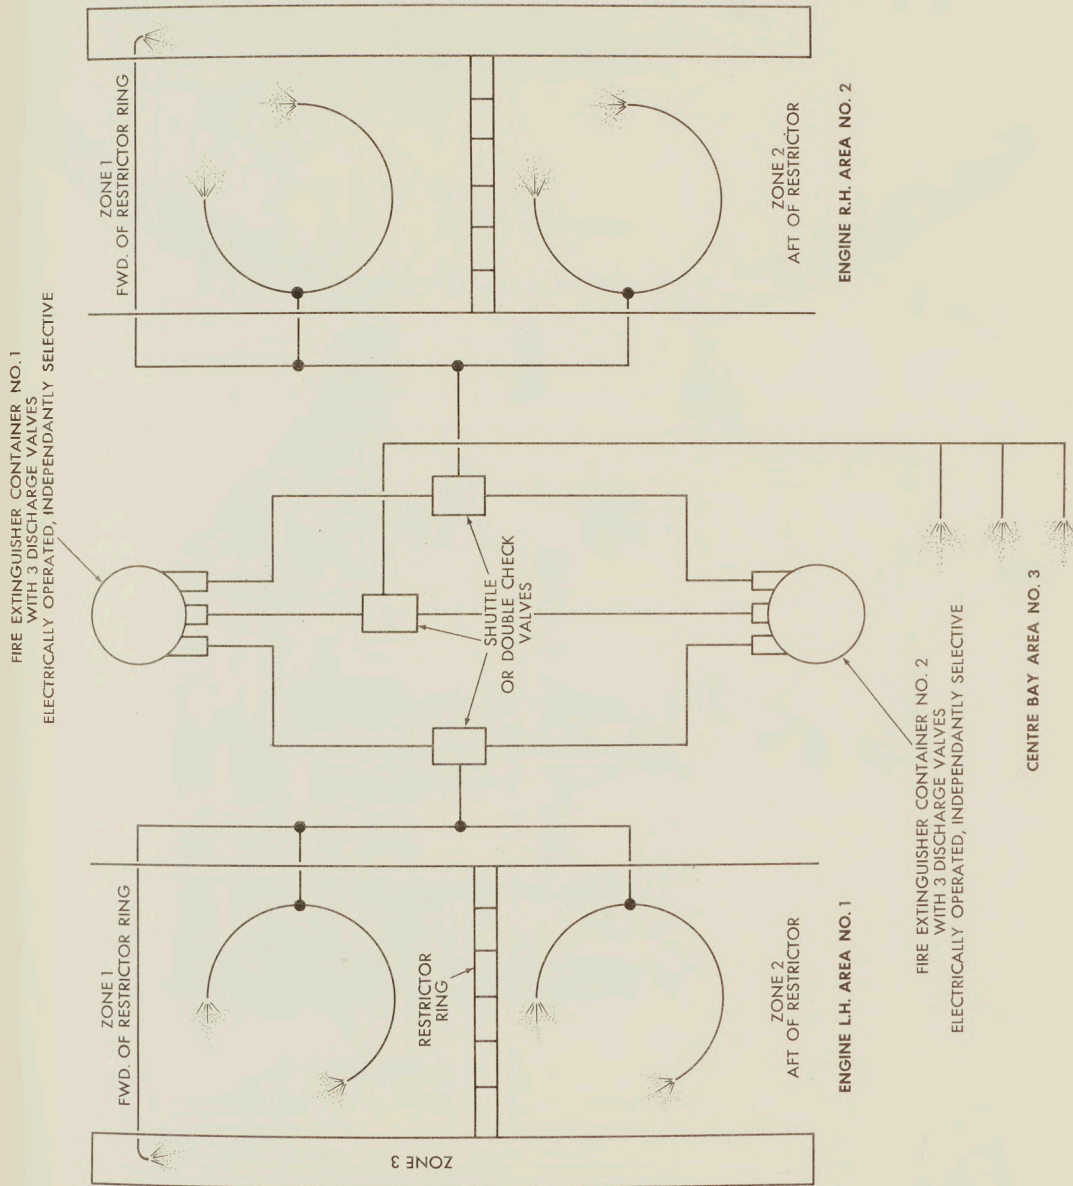 FIRE EXTINGUISHER CONTAINER NO. 1
WITH 3 DISCHARGE VALVES
ELECTRICALLY OPERATED, INDEPENDANTLY SELECTIVE
ZONE 1
FWD. OF RESTRICTOR RING
ZONE 2
AFT OF RESTRICTOR
ENGINE R.H. AREA NO. 2
SHUTTLE
OR DOUBLE CHECK
VALVES
ZONE 1
FWD. OF RESTRICTOR RING
RESTRICTOR
RING
ZONE 2
AFT OF RESTRICTOR
ENGINE L.H. AREA NO. 1
ZONE 3
FIRE EXTINGUISHER CONTAINER NO. 2
WITH 3 DISCHARGE VALVES
ELECTRICALLY OPERATED, INDEPENDANTLY SELECTIVE
CENTRE BAY AREA NO. 3